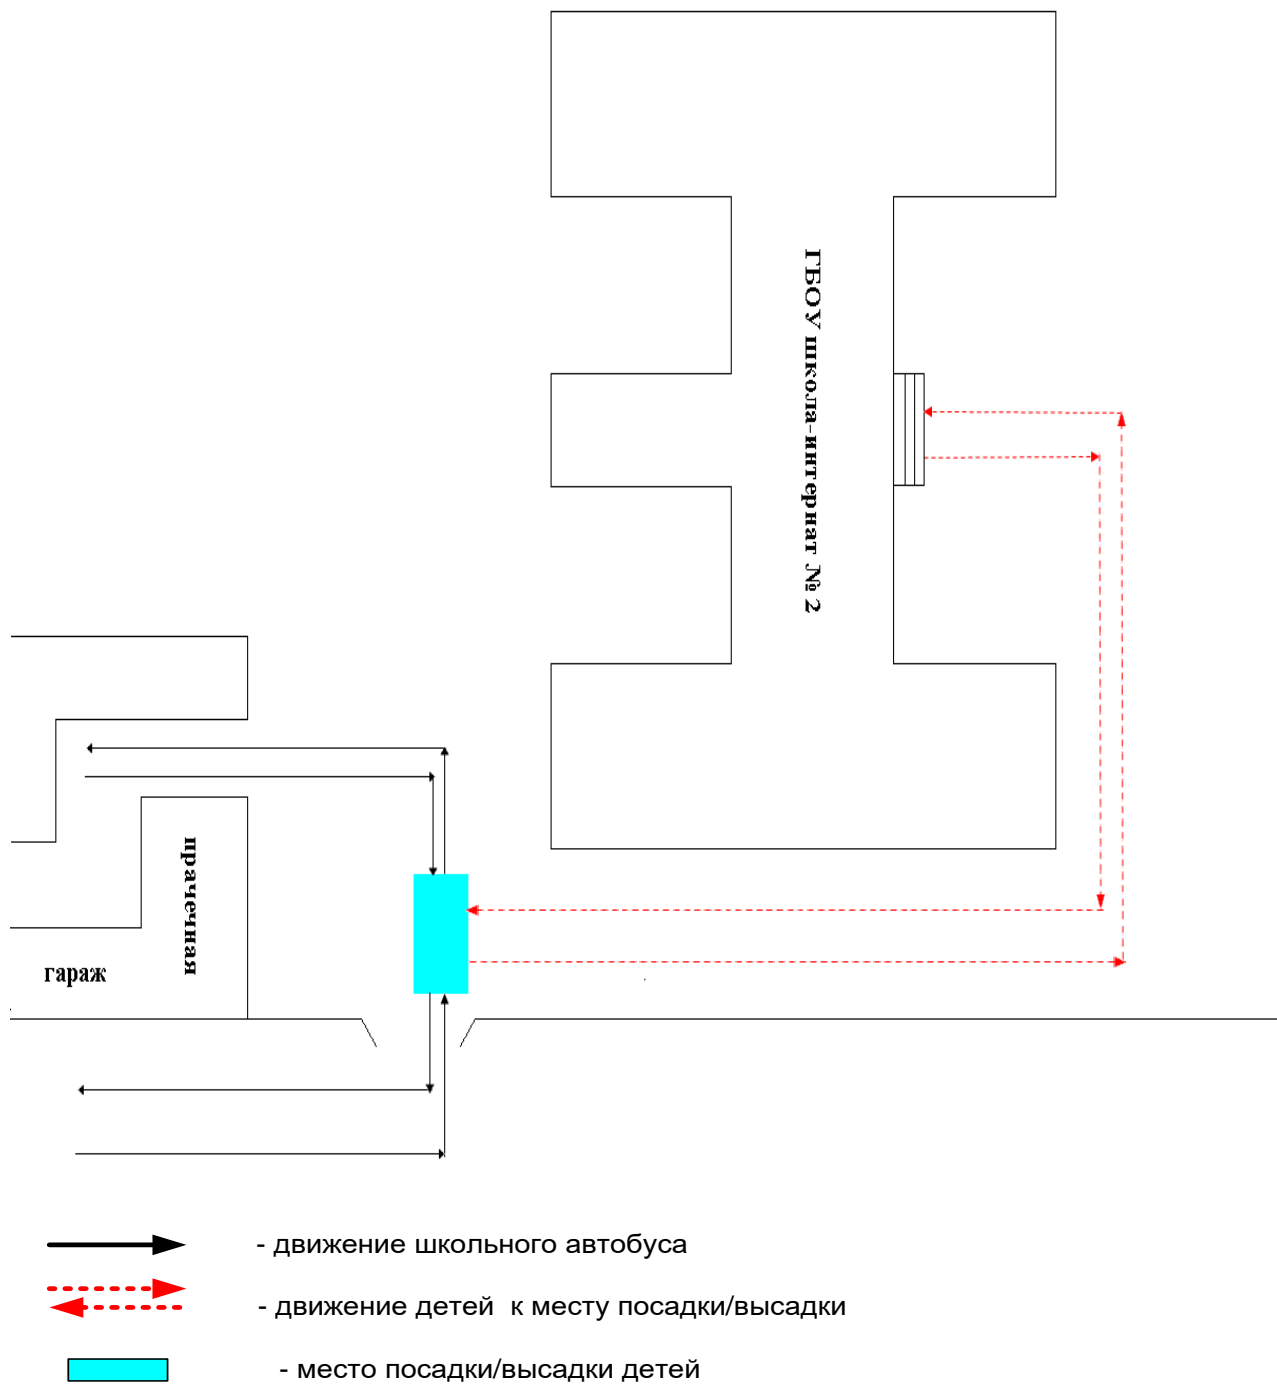 ГБОУ школа-интернат № 2
прачечная
гараж
- движение школьного автобуса
- движение детей к месту посадки/высадки
- место посадки/высадки детей